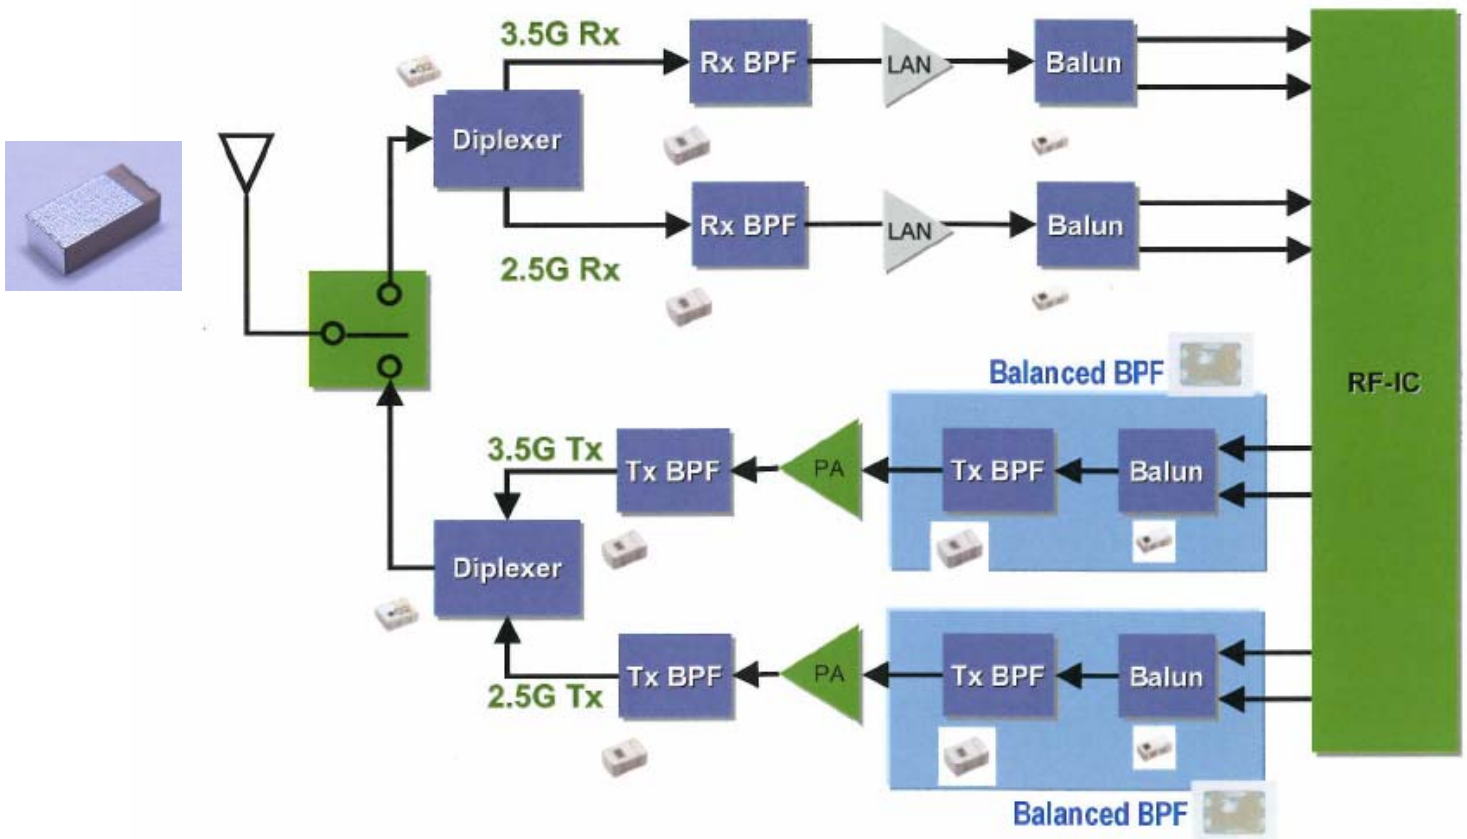 3.5G Rx
Rx BPF
LAN
Balun
Diplexer
Rx BPF
LAN
Balun
2.5G Rx
RF-IC
Balanced BPF
3.5G Tx
Tx BPF
PA
Tx BPF
Balun
Diplexer
Tx BPF
PA
Tx BPF
Balun
2.5G Tx
Balanced BPF